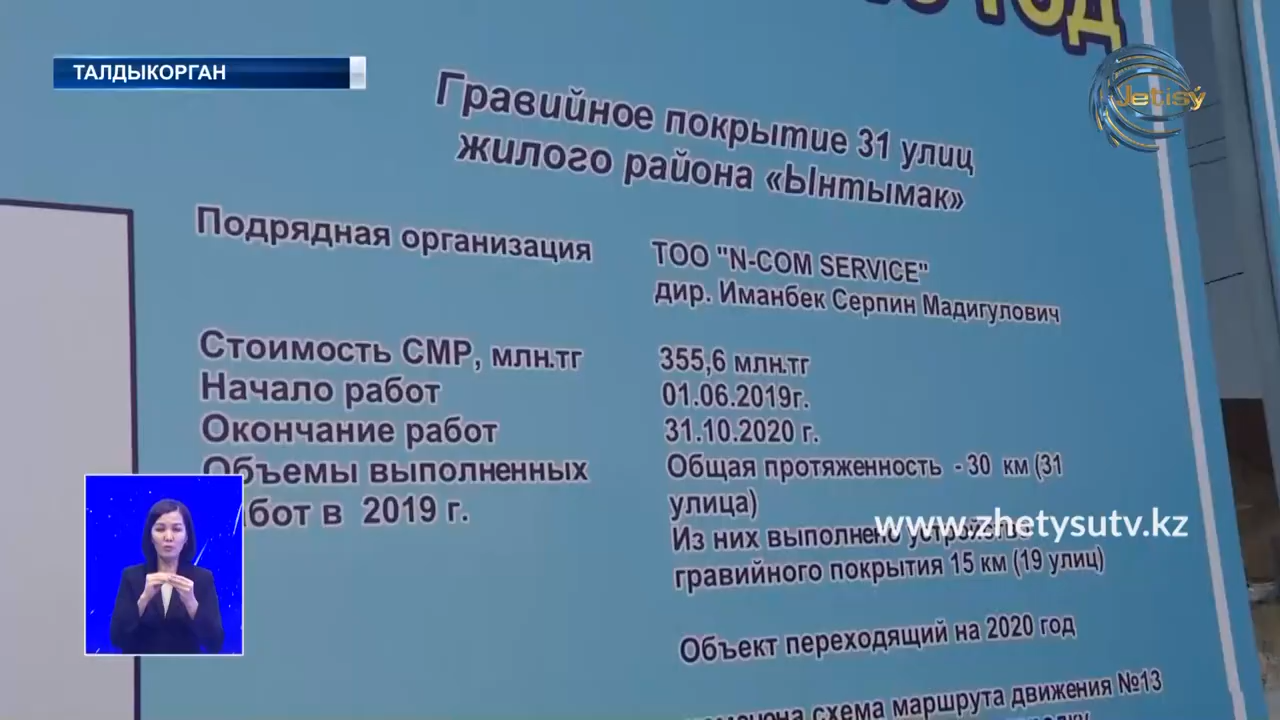 ГОД
ТАЛДЫКОРГАН
Jetisý
Гравийное покрытие 31 улиц
жилого района «Ынтымак»
Подрядная организация
ТОО "N-COM SERVICE"
дир. Иманбек Серпин Мадигулович
Стоимость СМР, млн.тг
355,6 млн.тг
Начало работ
01.06.2019г.
Окончание работ
31.10.2020 г.
Объемы выполненных
работ в 2019 г.
Общая протяженность - 30 км (31
улица)
Из них выполнено устройство
гравийного покрытия 15 км (19 улиц)
www.zhetysutv.kz
Объект переходящий на 2020 год
схема маршрута движения №13